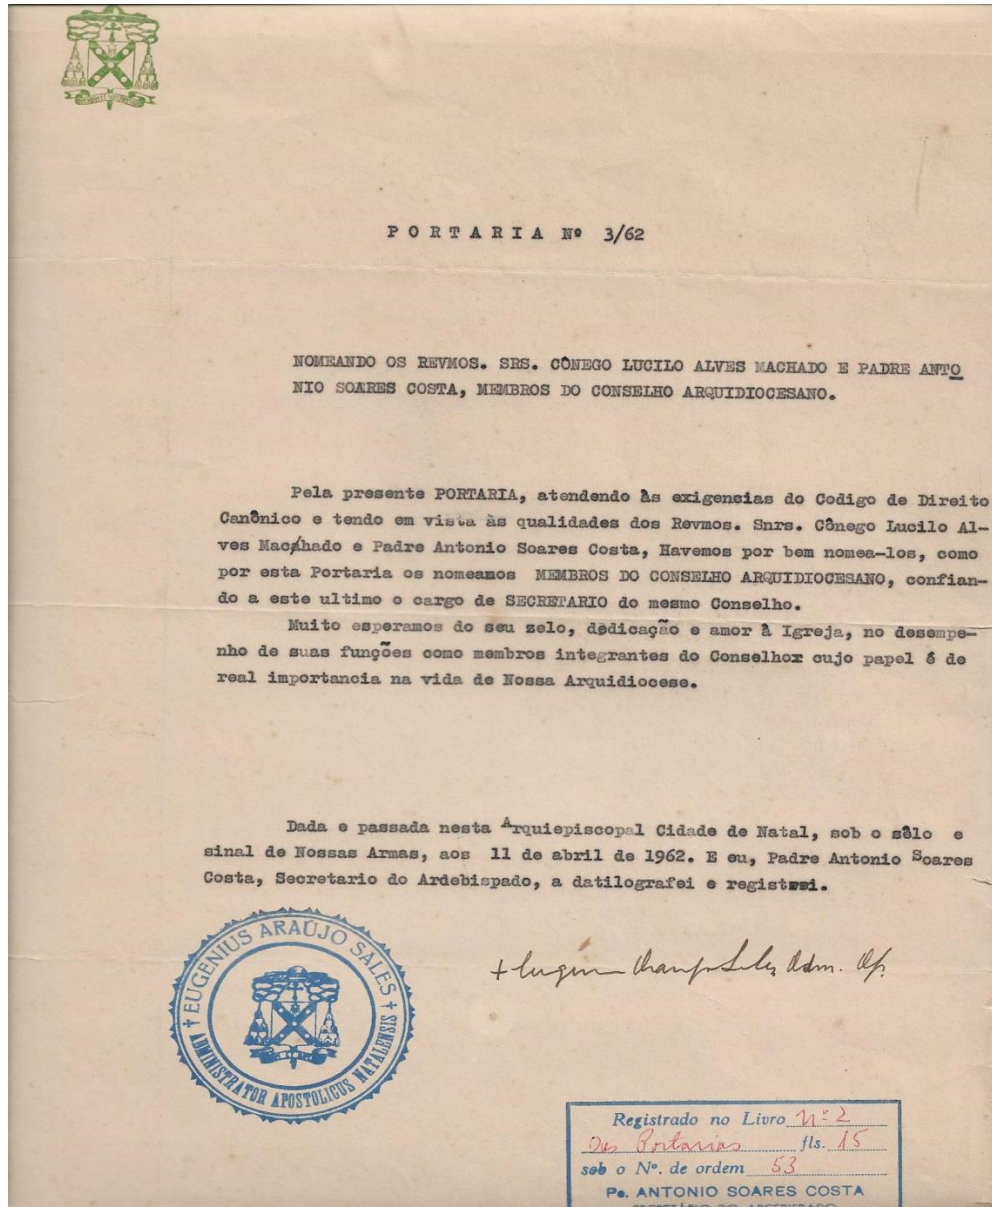 PORTARIA Nº 3/62
NOMEANDO OS REVMOS. SRS. CÔNEGO LUCILO ALVES MACHADO E PADRE ANTO
NIO SOARES COSTA, MEMBROS DO CONSELHO ARQUIDIOCESANO.
Pela presente PORTARIA, atendendo às exigencias do Codigo de Direito
Canônico e tendo em vista às qualidades dos Revmos. Snrs. Cônego Lucilo Al-
ves Machado e Padre Antonio Soares Costa, Havemos por bem nomea-los, como
por esta Portaria os nomeamos MEMBROS DO CONSELHO ARQUIDIOCESANO, confian-
do a este ultimo o cargo de SECRETARIO do mesmo Conselho.
Muito esperamos do seu zelo, dedicação e amor à Igreja, no desempe-
nho de suas funções como membros integrantes do Conselhox cujo papel é de
real importancia na vida de Nossa Arquidiocese.
Dada e passada nesta Arquiepiscopal Cidade de Natal, sob o sêlo e
sinal de Nossas Armas, aos 11 de abril de 1962. E eu, Padre Antonio Soares
Costa, Secretario do Ardebispado, a datilografei e registrei.
+ Eugenio Araujo Sales Adm. Ap.
† EUGENIUS ARAÚJO SALES †
ADMINISTRATOR APOSTOLICUS NATALENSIS
Registrado no Livro nº 2
Das Portarias fls. 15
sob o Nº. de ordem 53
Pe. ANTONIO SOARES COSTA
SECRETÁRIO DO ARCEBISPADO